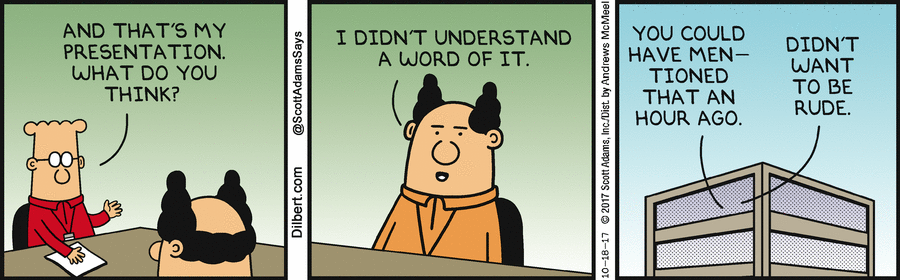 AND THAT'S MY
PRESENTATION.
WHAT DO YOU
THINK?
Dilbert.com
@ScottAdamsSays
I DIDN'T UNDERSTAND
A WORD OF IT.
10-18-17 © 2017 Scott Adams, Inc./Dist. by Andrews McMeel
YOU COULD
HAVE MEN-
TIONED
THAT AN
HOUR AGO.
DIDN'T
WANT
TO BE
RUDE.